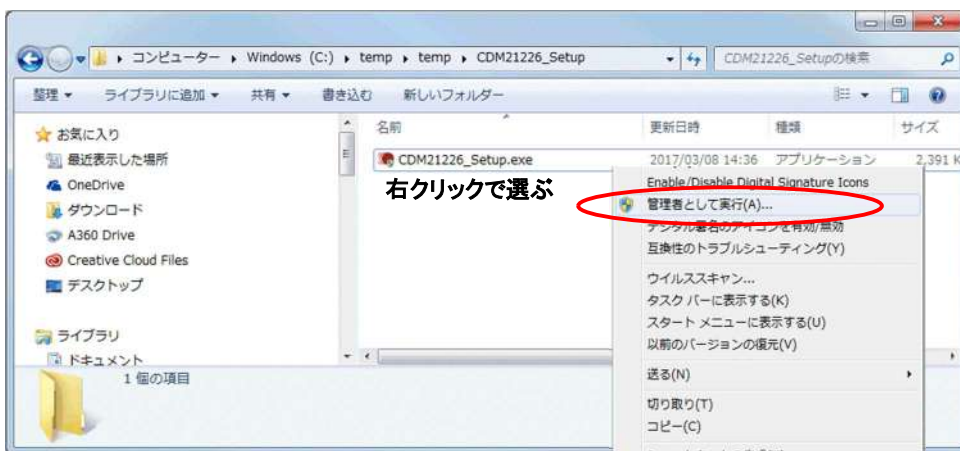 コンピューター ▸ Windows (C:) ▸ temp ▸ temp ▸ CDM21226_Setup
CDM21226_Setupの検索
整理 ライブラリに追加 共有 書き込む 新しいフォルダー
お気に入り
最近表示した場所
OneDrive
ダウンロード
A360 Drive
Creative Cloud Files
デスクトップ
ライブラリ
ドキュメント
名前 更新日時 種類 サイズ
CDM21226_Setup.exe 2017/03/08 14:36 アプリケーション 2,391 K
右クリックで選ぶ
Enable/Disable Digital Signature Icons
管理者として実行(A)...
デジタル署名のアイコンを有効/無効
互換性のトラブルシューティング(Y)
ウイルススキャン...
タスク バーに表示する(K)
スタート メニューに表示する(U)
以前のバージョンの復元(V)
送る(N)
切り取り(T)
コピー(C)
1 個の項目